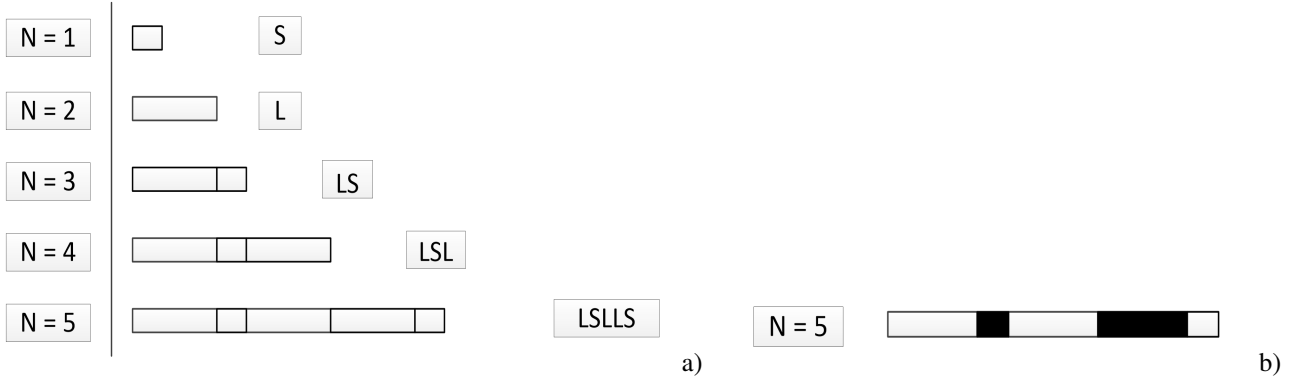 N = 1 S
N = 2 L
N = 3 LS
N = 4 LSL
N = 5 LSLLS
N = 5
a)
b)